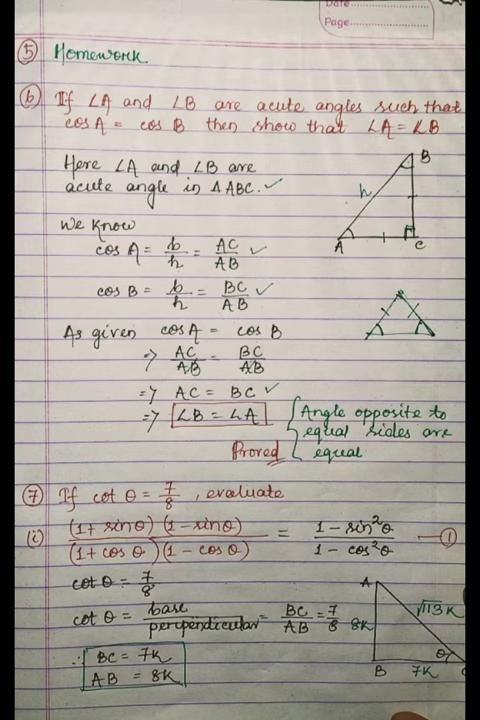 Date
Page
5 Homework
6 If ∠A and ∠B are acute angles such that
cos A = cos B then show that ∠A = ∠B
Here ∠A and ∠B are
acute angle in △ABC. ✓
We know
cos A = b/h = AC/AB ✓
cos B = b/h = BC/AB ✓
As given cos A = cos B
=> AC/AB = BC/AB
=> AC = BC ✓
=> ∠B = ∠A
{Angle opposite to
equal sides are
equal
Proved
B
h
A
C
7 If cot θ = 7/8, evaluate
(i) (1+ sinθ) (1 - sinθ) / (1+ cos θ)(1 - cos θ) = 1 - sin²θ / 1 - cos²θ —①
cot θ = 7/8
cot θ = base/perpendicular = BC/AB = 7/8
∴ BC = 7K
AB = 8K
A
8K
√113 K
θ
B
7K
C